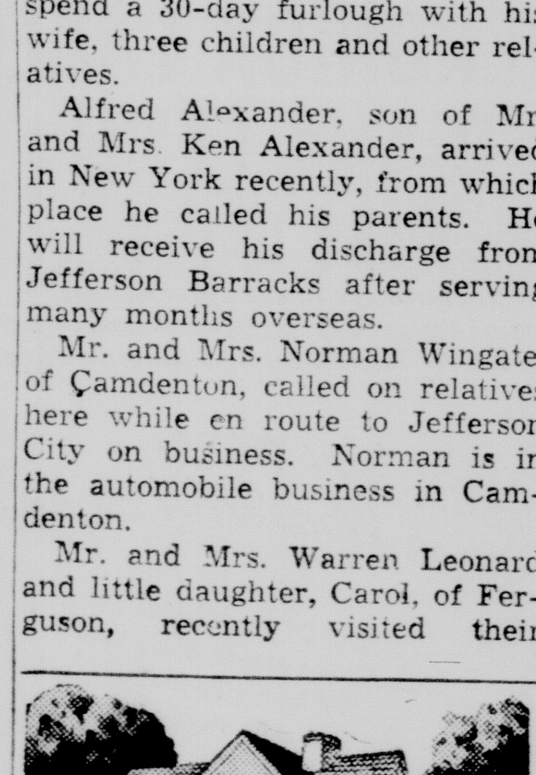 spend a 30-day furlough with his
wife, three children and other rel-
atives.
Alfred Alexander, son of Mr.
and Mrs. Ken Alexander, arrived
in New York recently, from which
place he called his parents. He
will receive his discharge from
Jefferson Barracks after serving
many months overseas.
Mr. and Mrs. Norman Wingate,
of Camdenton, called on relatives
here while en route to Jefferson
City on business. Norman is in
the automobile business in Cam-
denton.
Mr. and Mrs. Warren Leonard
and little daughter, Carol, of Fer-
guson, recently visited their